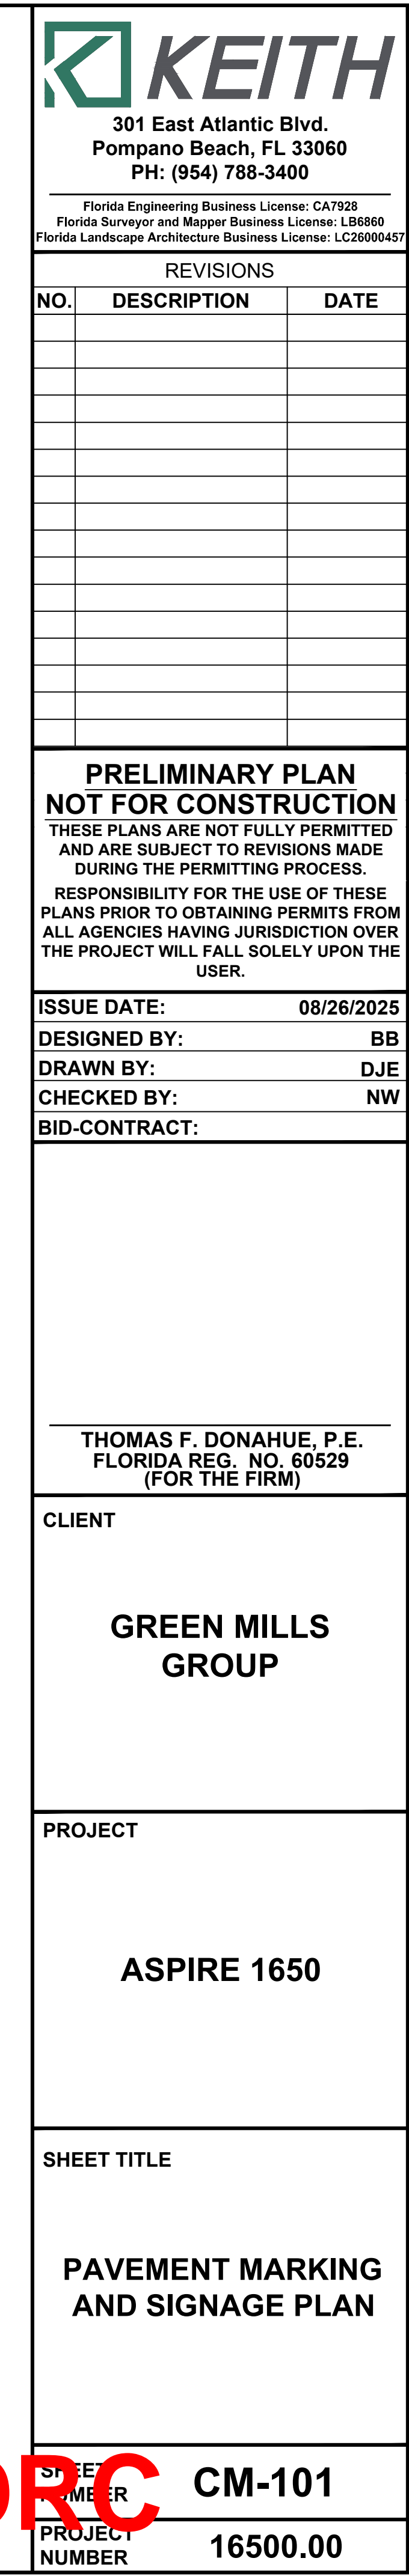 KEITH
301 East Atlantic Blvd.
Pompano Beach, FL 33060
PH: (954) 788-3400
Florida Engineering Business License: CA7928
Florida Surveyor and Mapper Business License: LB6860
Florida Landscape Architecture Business License: LC26000457
REVISIONS
NO. DESCRIPTION DATE
PRELIMINARY PLAN
NOT FOR CONSTRUCTION
THESE PLANS ARE NOT FULLY PERMITTED
AND ARE SUBJECT TO REVISIONS MADE
DURING THE PERMITTING PROCESS.
RESPONSIBILITY FOR THE USE OF THESE
PLANS PRIOR TO OBTAINING PERMITS FROM
ALL AGENCIES HAVING JURISDICTION OVER
THE PROJECT WILL FALL SOLELY UPON THE
USER.
ISSUE DATE: 08/26/2025
DESIGNED BY: BB
DRAWN BY: DJE
CHECKED BY: NW
BID-CONTRACT:
THOMAS F. DONAHUE, P.E.
FLORIDA REG. NO. 60529
(FOR THE FIRM)
CLIENT
GREEN MILLS
GROUP
PROJECT
ASPIRE 1650
SHEET TITLE
PAVEMENT MARKING
AND SIGNAGE PLAN
SHEET
NUMBER CM-101
DRC
PROJECT
NUMBER 16500.00